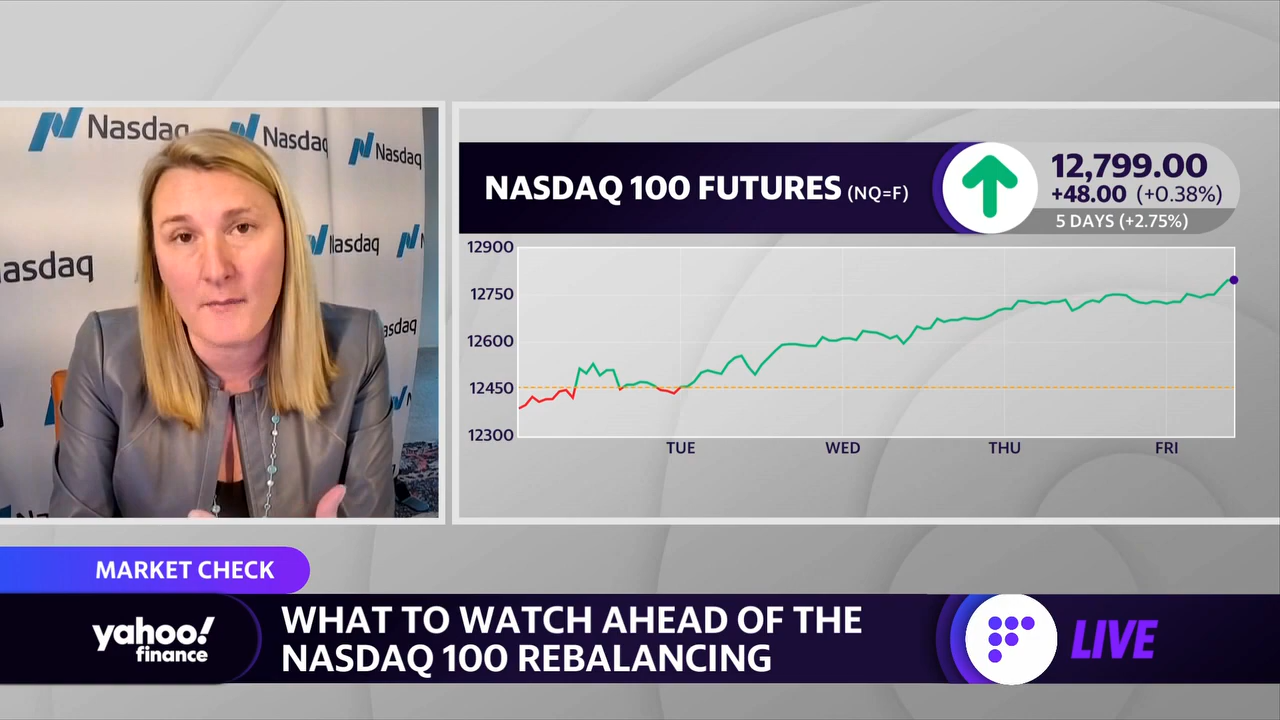 Nasdaq
Nasdaq
Nasdaq
Nasdaq
Nasdaq
NASDAQ 100 FUTURES (NQ=F)
12,799.00
+48.00 (+0.38%)
5 DAYS (+2.75%)
12900
12750
12600
12450
12300
TUE
WED
THU
FRI
MARKET CHECK
yahoo!
finance
WHAT TO WATCH AHEAD OF THE
NASDAQ 100 REBALANCING
LIVE